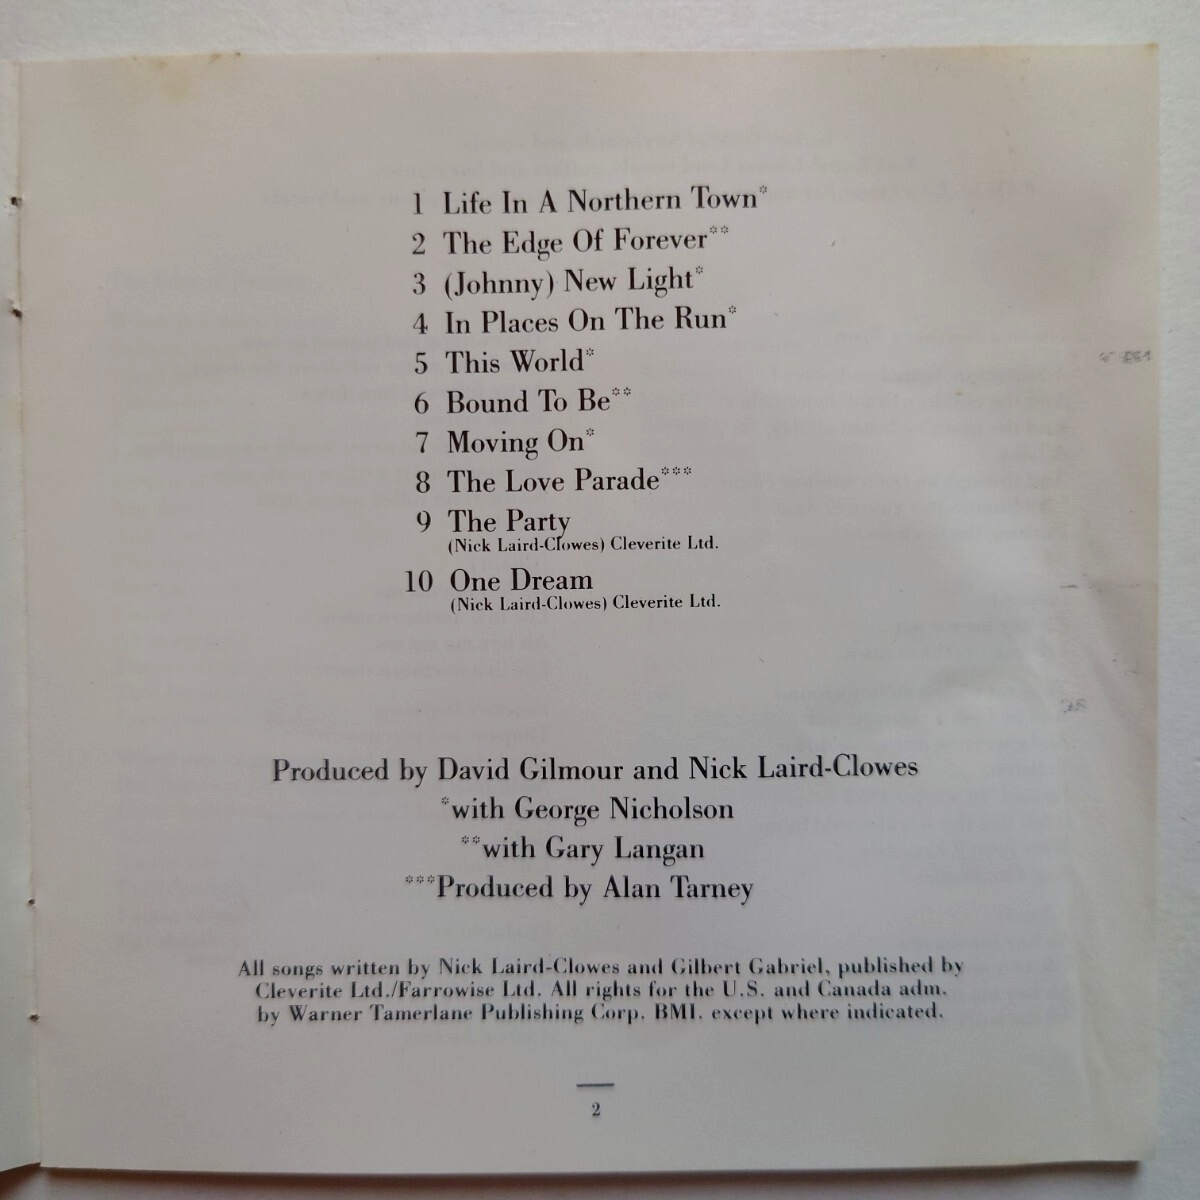 1 Life In A Northern Town*
2 The Edge Of Forever**
3 (Johnny) New Light*
4 In Places On The Run*
5 This World*
6 Bound To Be**
7 Moving On*
8 The Love Parade***
9 The Party
(Nick Laird-Clowes) Cleverite Ltd.
10 One Dream
(Nick Laird-Clowes) Cleverite Ltd.
Produced by David Gilmour and Nick Laird-Clowes
*with George Nicholson
**with Gary Langan
***Produced by Alan Tarney
All songs written by Nick Laird-Clowes and Gilbert Gabriel, published by
Cleverite Ltd./Farrowise Ltd. All rights for the U.S. and Canada adm.
by Warner Tamerlane Publishing Corp. BMI. except where indicated.
2